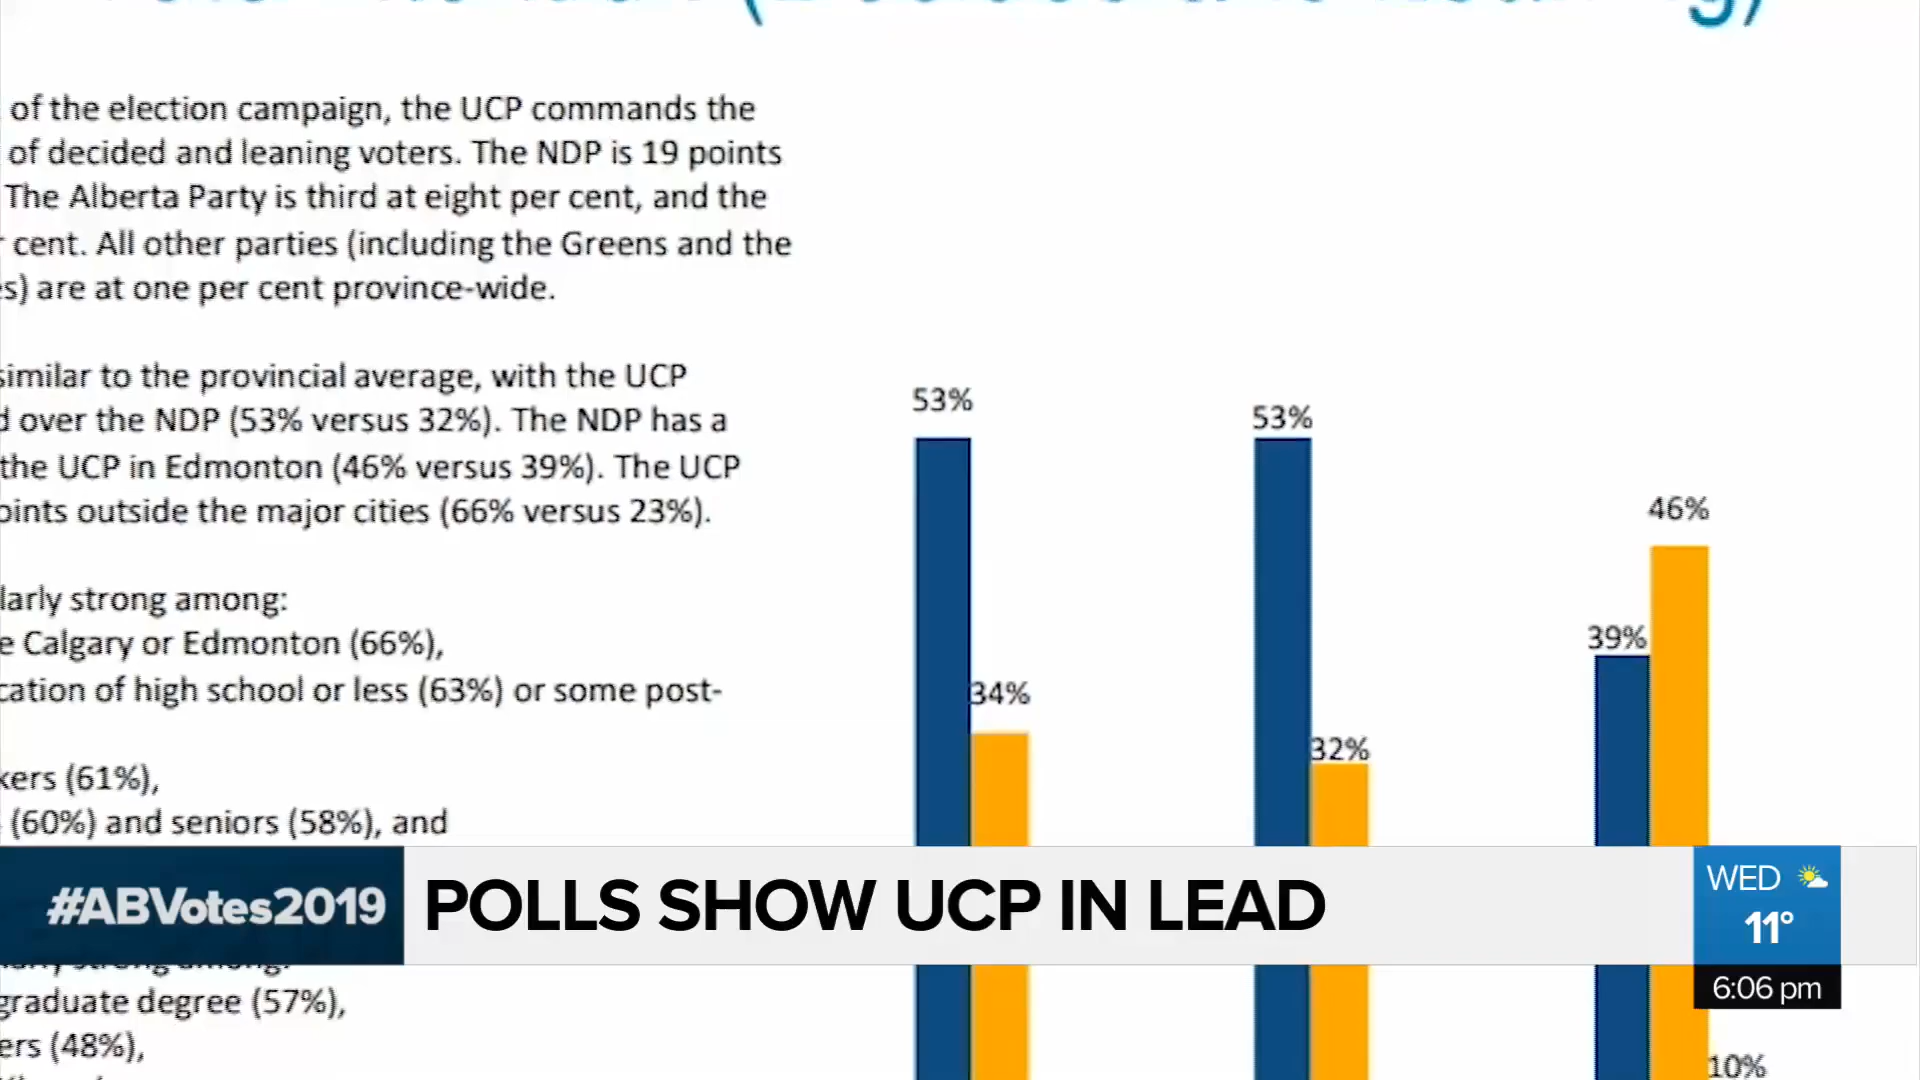 of the election campaign, the UCP commands the
of decided and leaning voters. The NDP is 19 points
The Alberta Party is third at eight per cent, and the
cent. All other parties (including the Greens and the
are at one per cent province-wide.
similar to the provincial average, with the UCP
over the NDP (53% versus 32%). The NDP has a
the UCP in Edmonton (46% versus 39%). The UCP
outside the major cities (66% versus 23%).
strong among:
Calgary or Edmonton (66%),
of high school or less (63%) or some post-
(61%),
(60%) and seniors (58%), and
graduate degree (57%),
(48%),
53%
34%
53%
32%
39%
46%
10%
#ABVotes2019
POLLS SHOW UCP IN LEAD
WED
11°
6:06 pm